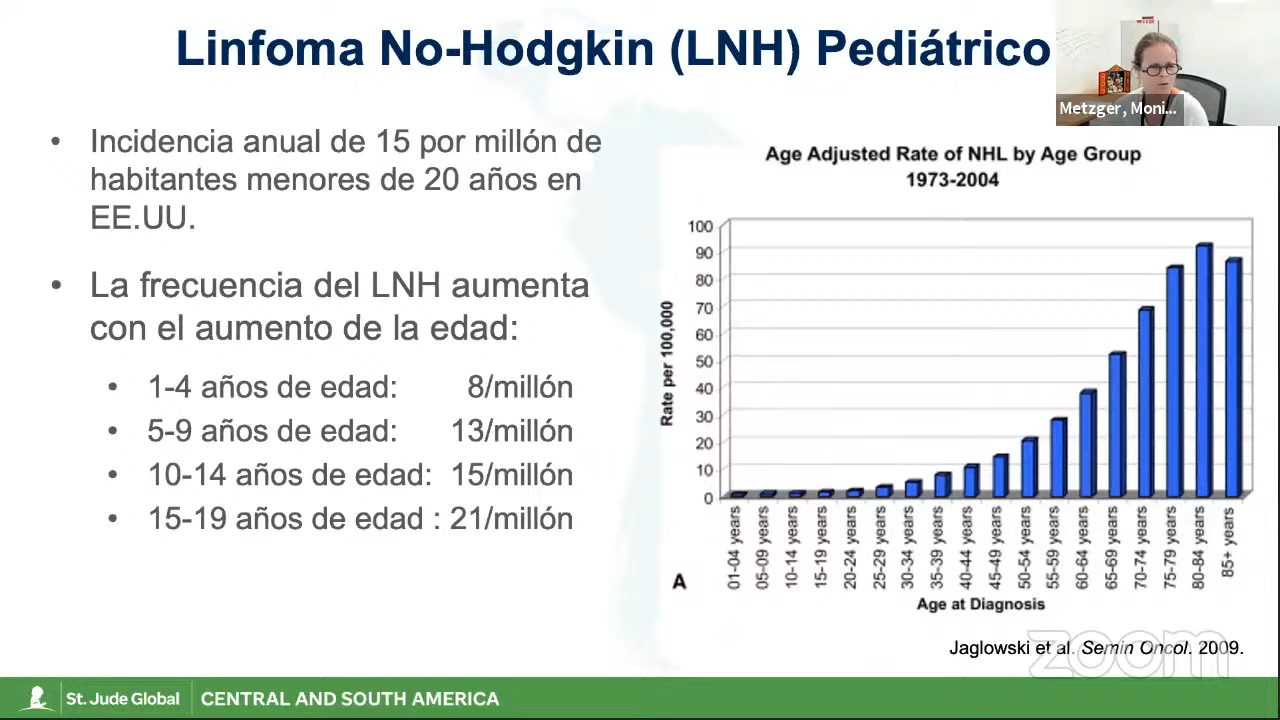 Linfoma No-Hodgkin (LNH) Pediátrico
Metzger, Moni...
• Incidencia anual de 15 por millón de
habitantes menores de 20 años en
EE.UU.
• La frecuencia del LNH aumenta
con el aumento de la edad:
• 1-4 años de edad: 8/millón
• 5-9 años de edad: 13/millón
• 10-14 años de edad: 15/millón
• 15-19 años de edad : 21/millón
Age Adjusted Rate of NHL by Age Group
1973-2004
Rate per 100,000
100
90
80
70
60
50
40
30
20
10
0
01-04 years
05-09 years
10-14 years
15-19 years
20-24 years
25-29 years
30-34 years
35-39 years
40-44 years
45-49 years
50-54 years
55-59 years
60-64 years
65-69 years
70-74 years
75-79 years
80-84 years
85+ years
A
Age at Diagnosis
Jaglowski et al. Semin Oncol. 2009.
zoom
St. Jude Global
CENTRAL AND SOUTH AMERICA